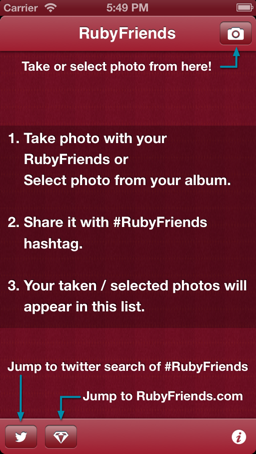 Carrier 5:49 PM
RubyFriends
Take or select photo from here!
1. Take photo with your
RubyFriends or
Select photo from your album.
2. Share it with #RubyFriends
hashtag.
3. Your taken / selected photos will
appear in this list.
Jump to twitter search of #RubyFriends
Jump to RubyFriends.com